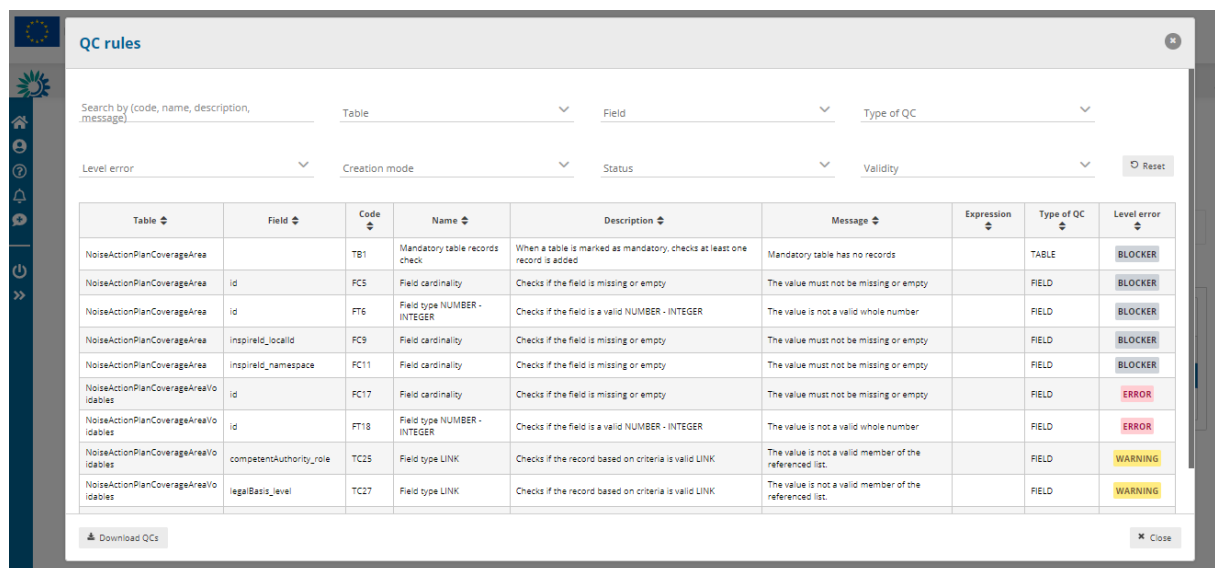 QC rules
Search by (code, name, description,
message)
Table
Field
Type of QC
Level error
Creation mode
Status
Validity
Reset
Table Field Code Name Description Message Expression Type of QC Level error
NoiseActionPlanCoverageArea TB1 Mandatory table records
check When a table is marked as mandatory, checks at least one
record is added Mandatory table has no records TABLE BLOCKER
NoiseActionPlanCoverageArea id FC5 Field cardinality Checks if the field is missing or empty The value must not be missing or empty FIELD BLOCKER
NoiseActionPlanCoverageArea id FT6 Field type NUMBER -
INTEGER Checks if the field is a valid NUMBER - INTEGER The value is not a valid whole number FIELD BLOCKER
NoiseActionPlanCoverageArea inspireId_localId FC9 Field cardinality Checks if the field is missing or empty The value must not be missing or empty FIELD BLOCKER
NoiseActionPlanCoverageArea inspireId_namespace FC11 Field cardinality Checks if the field is missing or empty The value must not be missing or empty FIELD BLOCKER
NoiseActionPlanCoverageAreaVo
idables id FC17 Field cardinality Checks if the field is missing or empty The value must not be missing or empty FIELD ERROR
NoiseActionPlanCoverageAreaVo
idables id FT18 Field type NUMBER -
INTEGER Checks if the field is a valid NUMBER - INTEGER The value is not a valid whole number FIELD ERROR
NoiseActionPlanCoverageAreaVo
idables competentAuthority_role TC25 Field type LINK Checks if the record based on criteria is valid LINK The value is not a valid member of the
referenced list. FIELD WARNING
NoiseActionPlanCoverageAreaVo
idables legalBasis_level TC27 Field type LINK Checks if the record based on criteria is valid LINK The value is not a valid member of the
referenced list. FIELD WARNING
Download QCs
Close